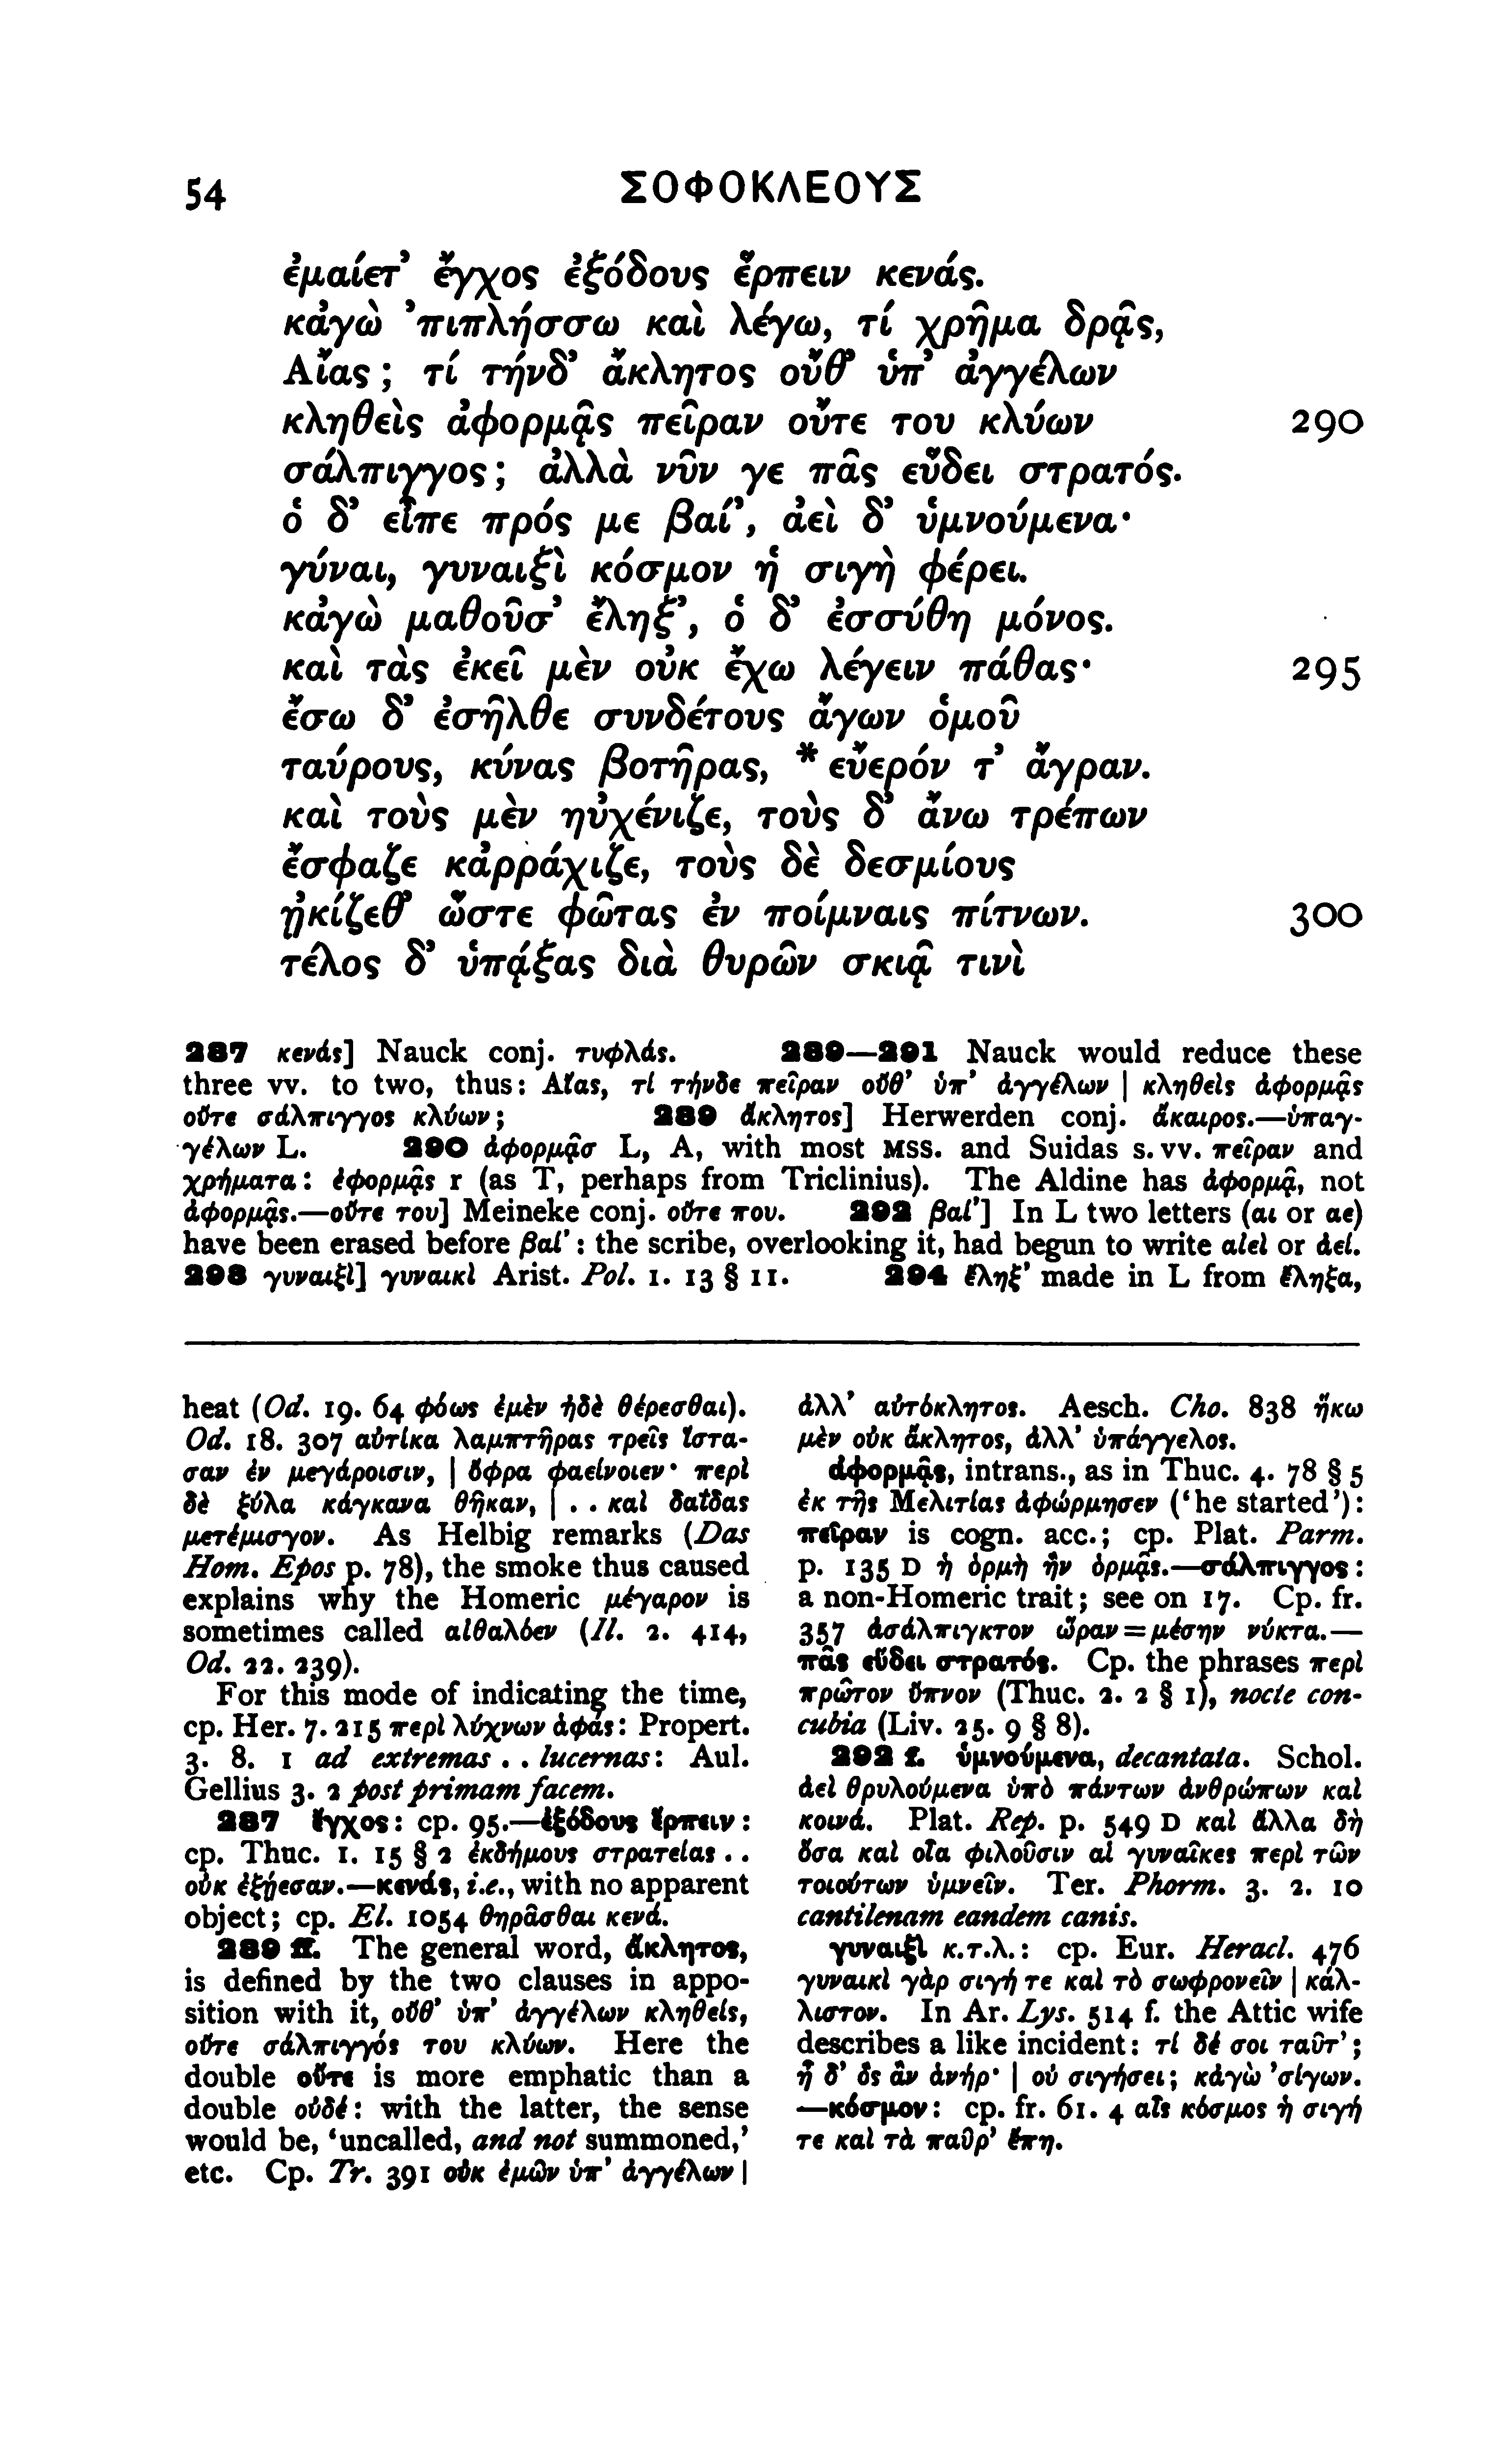 54 ΣΟΦΟΚΛΕΟΥΣ
ἐμαίετ’ ἔγχος ἐξόδους ἕρπειν κενάς.
κἀγὼ ’πιπλήσσω καὶ λέγω, τί χρῆμα δρᾷς,
Αἴας; τί τήνδ’ ἄκλητος οὔθ’ ὑπ’ ἀγγέλων
κληθεὶς ἀφορμᾷς πεῖραν οὔτε του κλύων 290
σάλπιγγος; ἀλλὰ νῦν γε πᾶς εὕδει στρατός.
ὁ δ’ εἶπε πρός με βαί’, ἀεὶ δ’ ὑμνούμενα·
γύναι, γυναιξὶ κόσμον ἡ σιγὴ φέρει.
κἀγὼ μαθοῦσ’ ἔληξ’, ὁ δ’ ἐσσύθη μόνος.
καὶ τὰς ἐκεῖ μὲν οὐκ ἔχω λέγειν πάθας· 295
ἔσω δ’ ἐσῆλθε συνδέτους ἄγων ὁμοῦ
ταύρους, κύνας βοτῆρας, * εὔερόν τ’ ἄγραν.
καὶ τοὺς μὲν ηὐχένιζε, τοὺς δ’ ἄνω τρέπων
ἔσφαζε κἀρράχιζε, τοὺς δὲ δεσμίους
ᾐκίζεθ’ ὥστε φῶτας ἐν ποίμναις πίτνων. 300
τέλος δ’ ὑπᾴξας διὰ θυρῶν σκιᾷ τινὶ
287 κενάς] Nauck conj. τυφλάς. 289—291 Nauck would reduce these
three vv. to two, thus: Αἴας, τί τήνδε πεῖραν οὔθ’ ὑπ’ ἀγγέλων | κληθεὶς ἀφορμᾷς
οὔτε σάλπιγγος κλύων; 289 ἄκλητος] Herwerden conj. ἄκαιρος.—ὑπαγ-
γέλων L. 290 ἀφορμᾷσ L, A, with most MSS. and Suidas s. vv. πεῖραν and
χρήματα: ἐφορμᾷς r (as T, perhaps from Triclinius). The Aldine has ἀφορμᾷ, not
ἀφορμᾷς.—οὔτε του] Meineke conj. οὔτε που. 292 βαί’] In L two letters (αι or αε)
have been erased before βαί’: the scribe, overlooking it, had begun to write αἰεὶ or ἀεί.
293 γυναιξὶ] γυναικὶ Arist. Pol. 1. 13 § 11. 294 ἔληξ’ made in L from ἔληξα,
heat (Od. 19. 64 φόως ἐμὲν ἠδὲ θέρεσθαι).
Od. 18. 307 αὐτίκα λαμπτῆρας τρεῖς ἵστα-
σαν ἐν μεγάροισιν, | ὄφρα φαείνοιεν· περὶ
δὲ ξύλα κάγκανα θῆκαν, | . . καὶ δαΐδας
μετέμισγον. As Helbig remarks (Das
Hom. Epos p. 78), the smoke thus caused
explains why the Homeric μέγαρον is
sometimes called αἰθαλόεν (Il. 2. 414,
Od. 22. 239).
For this mode of indicating the time,
cp. Her. 7. 215 περὶ λύχνων ἁφάς: Propert.
3. 8. 1 ad extremas . . lucernas: Aul.
Gellius 3. 2 post primam facem.
287 ἔγχος: cp. 95.—ἐξόδους ἕρπειν:
cp. Thuc. 1. 15 § 2 ἐκδήμους στρατείας . .
οὐκ ἐξῄεσαν.—κενάς, i.e., with no apparent
object; cp. El. 1054 θηρᾶσθαι κενά.
289 ff. The general word, ἄκλητος,
is defined by the two clauses in appo-
sition with it, οὔθ’ ὑπ’ ἀγγέλων κληθείς,
οὔτε σάλπιγγός του κλύων. Here the
double οὔτε is more emphatic than a
double οὐδέ: with the latter, the sense
would be, ‘uncalled, and not summoned,’
etc. Cp. Tr. 391 οὐκ ἐμῶν ὑπ’ ἀγγέλων |
ἀλλ’ αὐτόκλητος. Aesch. Cho. 838 ἥκω
μὲν οὐκ ἄκλητος, ἀλλ’ ὑπάγγελος.
ἀφορμᾷς, intrans., as in Thuc. 4. 78 § 5
ἐκ τῆς Μελιτίας ἀφώρμησεν (‘he started’):
πεῖραν is cogn. acc.; cp. Plat. Parm.
p. 135 D ἡ ὁρμὴ ἣν ὁρμᾷς.—σάλπιγγος:
a non-Homeric trait; see on 17. Cp. fr.
357 ἀσάλπιγκτον ὥραν=μέσην νύκτα.—
πᾶς εὕδει στρατός. Cp. the phrases περὶ
πρῶτον ὕπνον (Thuc. 2. 2 § 1), nocte con-
cubia (Liv. 25. 9 § 8).
292 f. ὑμνούμενα, decantata. Schol.
ἀεὶ θρυλούμενα ὑπὸ πάντων ἀνθρώπων καὶ
κοινά. Plat. Rep. p. 549 D καὶ ἄλλα δὴ
ὅσα καὶ οἷα φιλοῦσιν αἱ γυναῖκες περὶ τῶν
τοιούτων ὑμνεῖν. Ter. Phorm. 3. 2. 10
cantilenam eandem canis.
γυναιξὶ κ.τ.λ.: cp. Eur. Heracl. 476
γυναικὶ γὰρ σιγή τε καὶ τὸ σωφρονεῖν | κάλ-
λιστον. In Ar. Lys. 514 f. the Attic wife
describes a like incident: τί δέ σοι ταῦτ’;
ἦ δ’ ὃς ἂν ἀνήρ· | οὐ σιγήσει; κἀγὼ ’σίγων.
—κόσμον: cp. fr. 61. 4 αἷς κόσμος ἡ σιγή
τε καὶ τὰ παῦρ’ ἔπη.